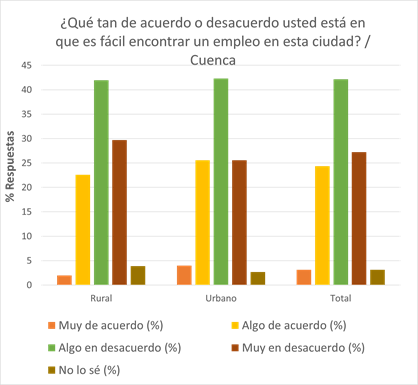 ¿Qué tan de acuerdo o desacuerdo usted está en
que es fácil encontrar un empleo en esta ciudad? /
Cuenca
% Respuestas
45
40
35
30
25
20
15
10
5
0
Rural Urbano Total
Muy de acuerdo (%) Algo de acuerdo (%)
Algo en desacuerdo (%) Muy en desacuerdo (%)
No lo sé (%)